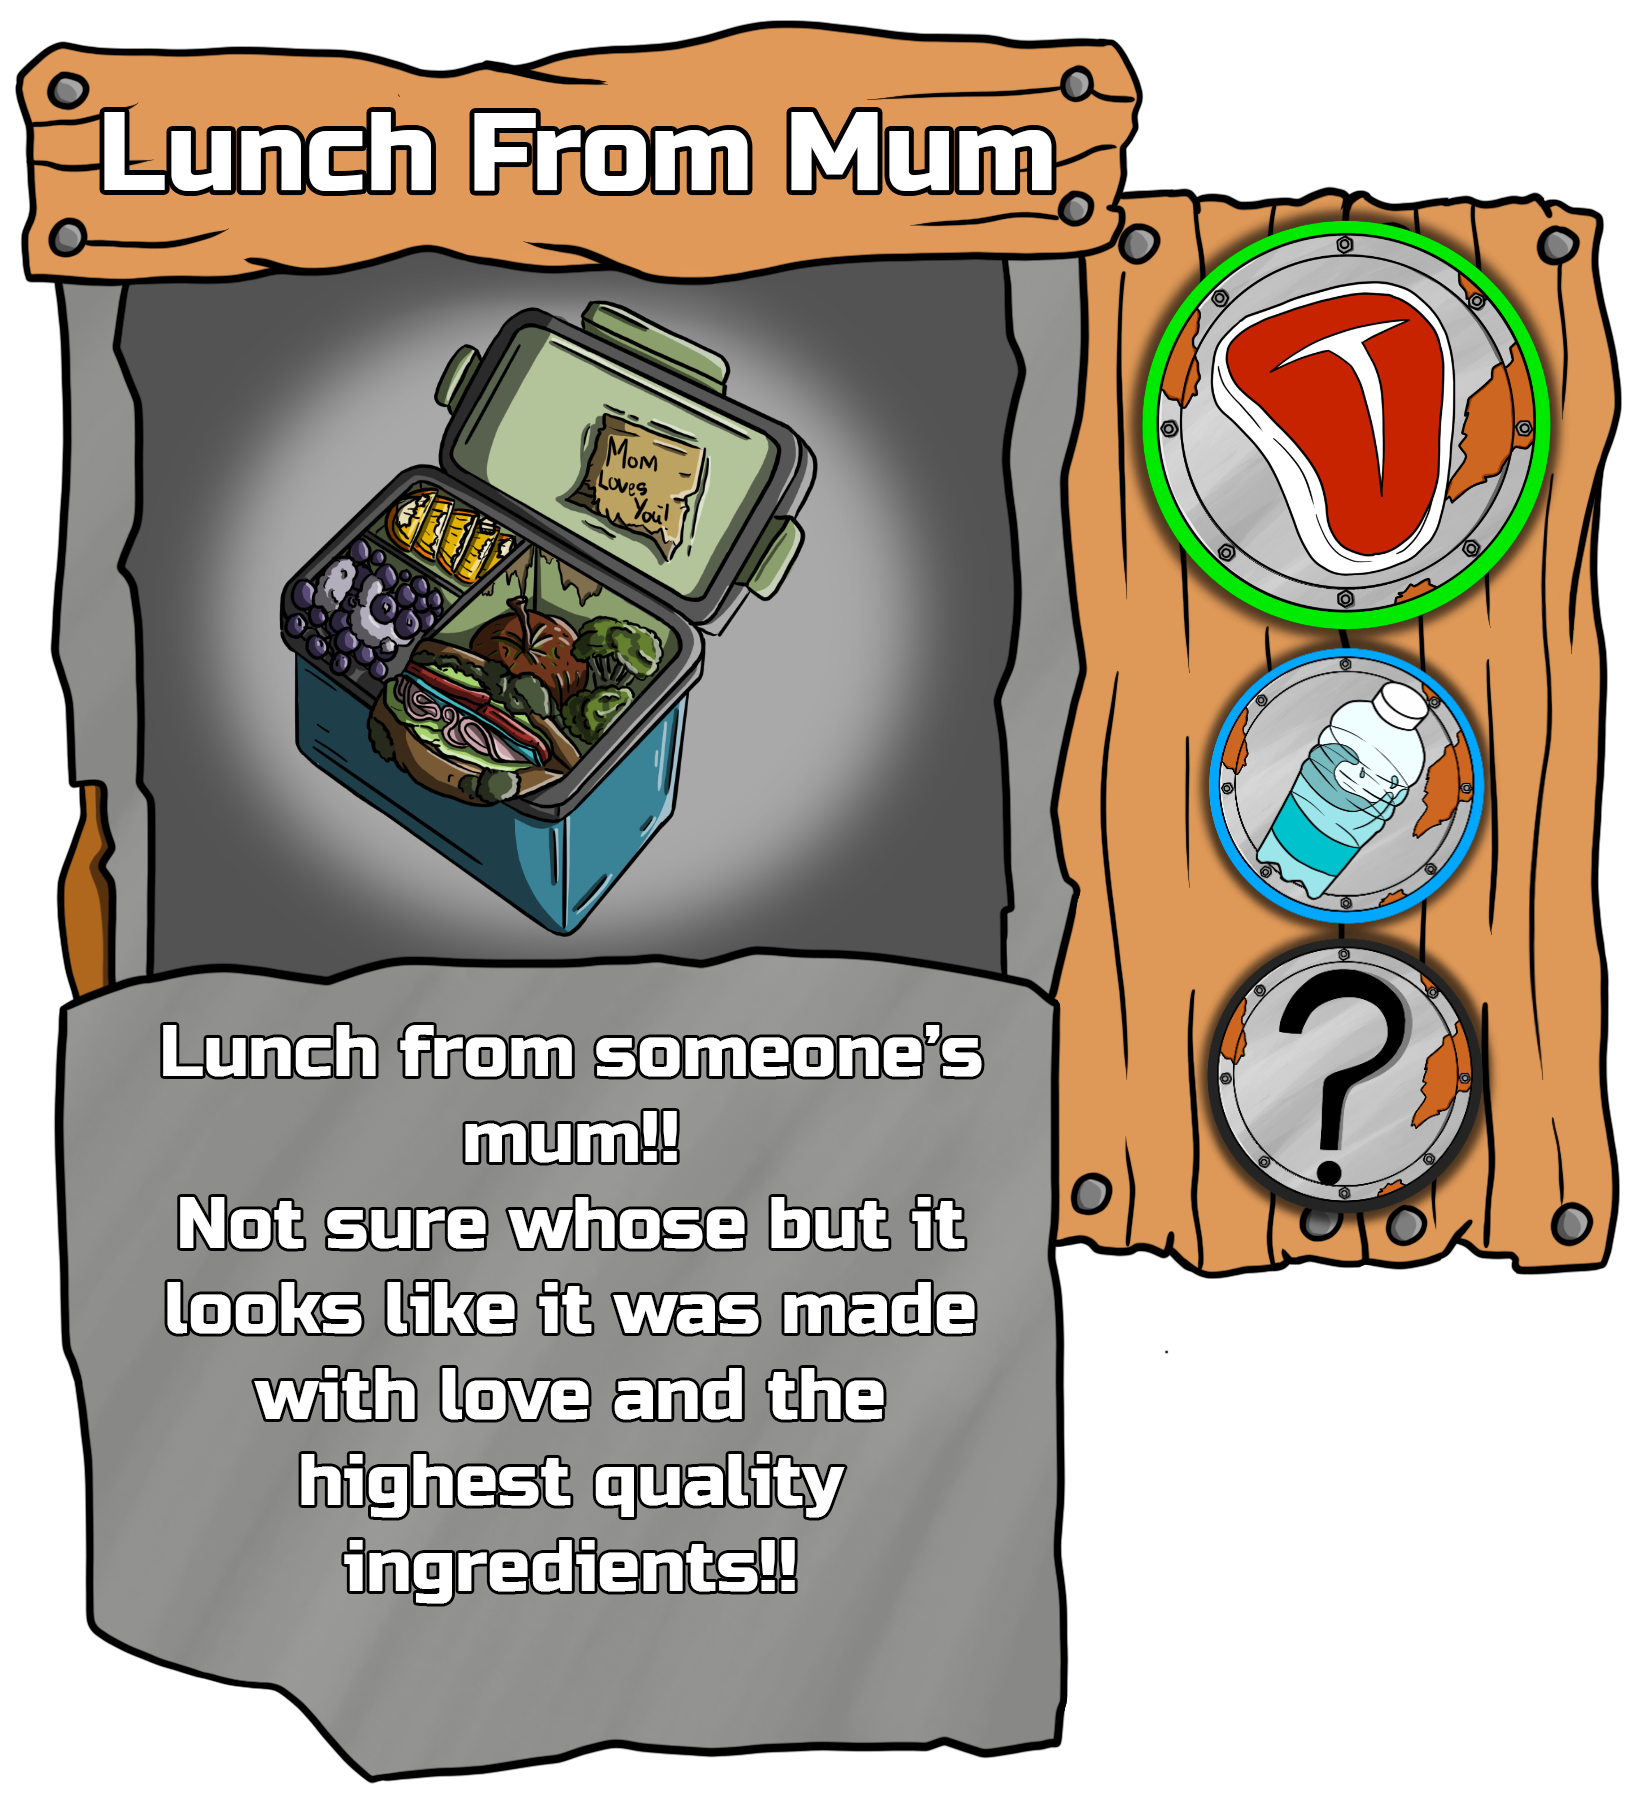 Lunch From Mum
Mom
Loves
You!
Lunch from someone's
mum!!
Not sure whose but it
looks like it was made
with love and the
highest quality
ingredients!!
?